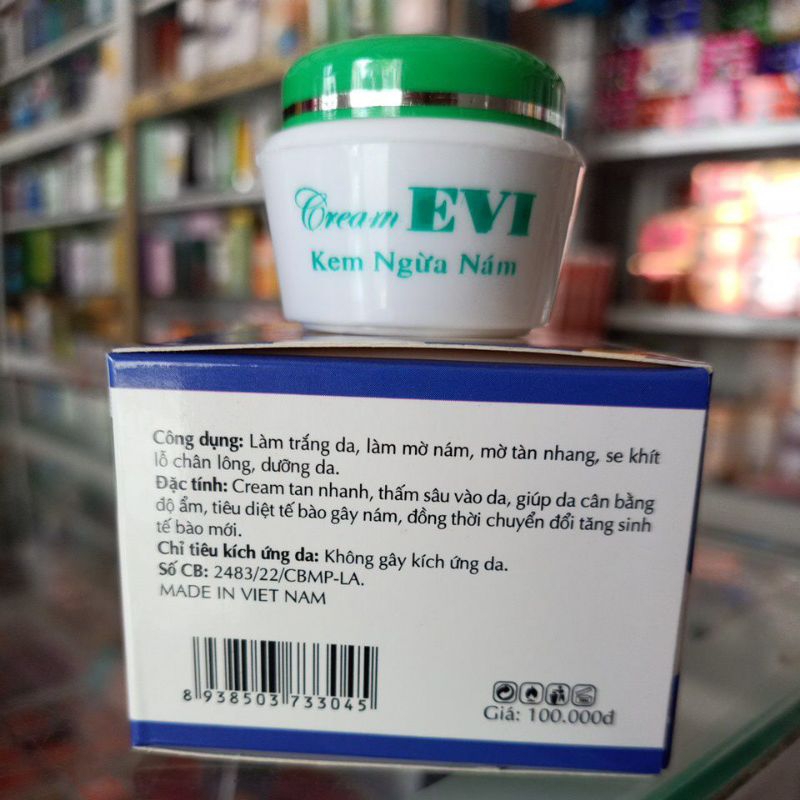 Cream EVI
Kem Ngừa Nám
Công dụng: Làm trắng da, làm mờ nám, mờ tàn nhang, se khít
lỗ chân lông, dưỡng da.
Đặc tính: Cream tan nhanh, thấm sâu vào da, giúp da cân bằng
độ ẩm, tiêu diệt tế bào gây nám, đồng thời chuyển đổi tăng sinh
tế bào mới.
Chỉ tiêu kích ứng da: Không gây kích ứng da.
Số CB: 2483/22/CBMP-LA.
MADE IN VIET NAM
8 938503 733045
Giá: 100.000đ